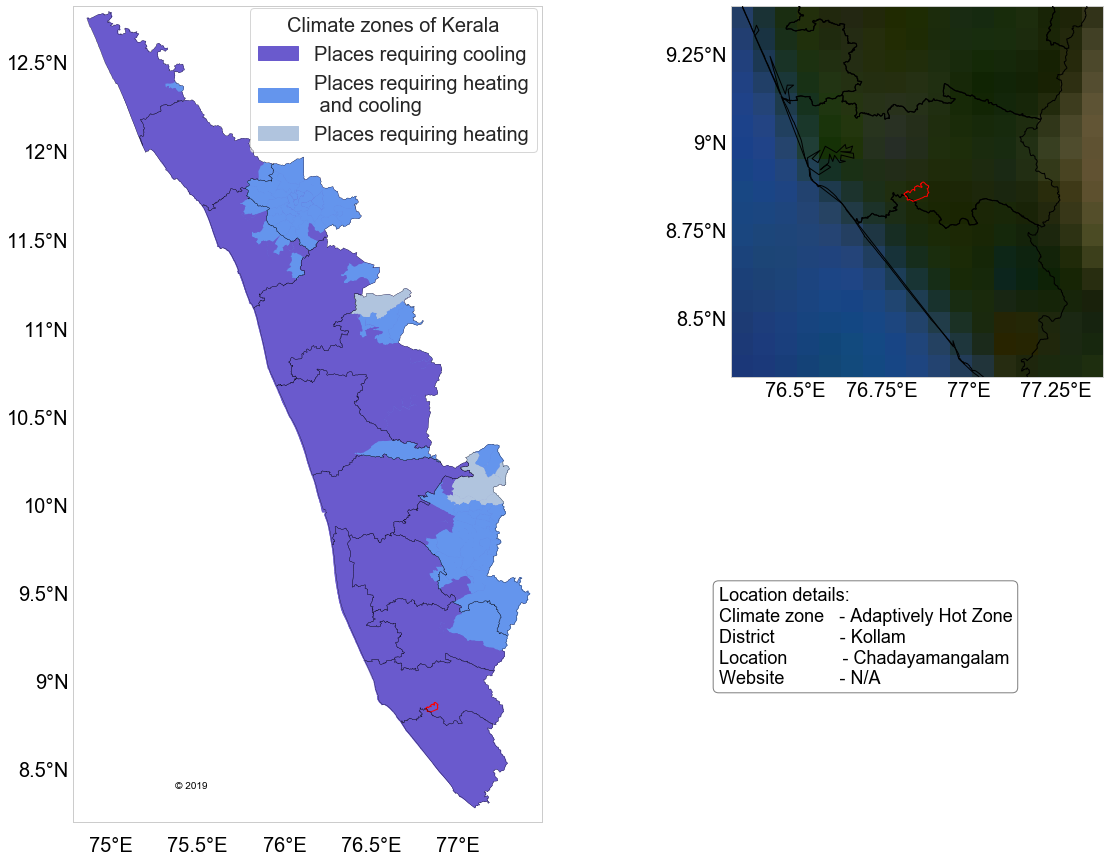 Climate zones of Kerala
Places requiring cooling
Places requiring heating
and cooling
Places requiring heating
12.5°N
12°N
11.5°N
11°N
10.5°N
10°N
9.5°N
9°N
8.5°N
© 2019
75°E 75.5°E 76°E 76.5°E 77°E
9.25°N
9°N
8.75°N
8.5°N
76.5°E 76.75°E 77°E 77.25°E
Location details:
Climate zone - Adaptively Hot Zone
District - Kollam
Location - Chadayamangalam
Website - N/A